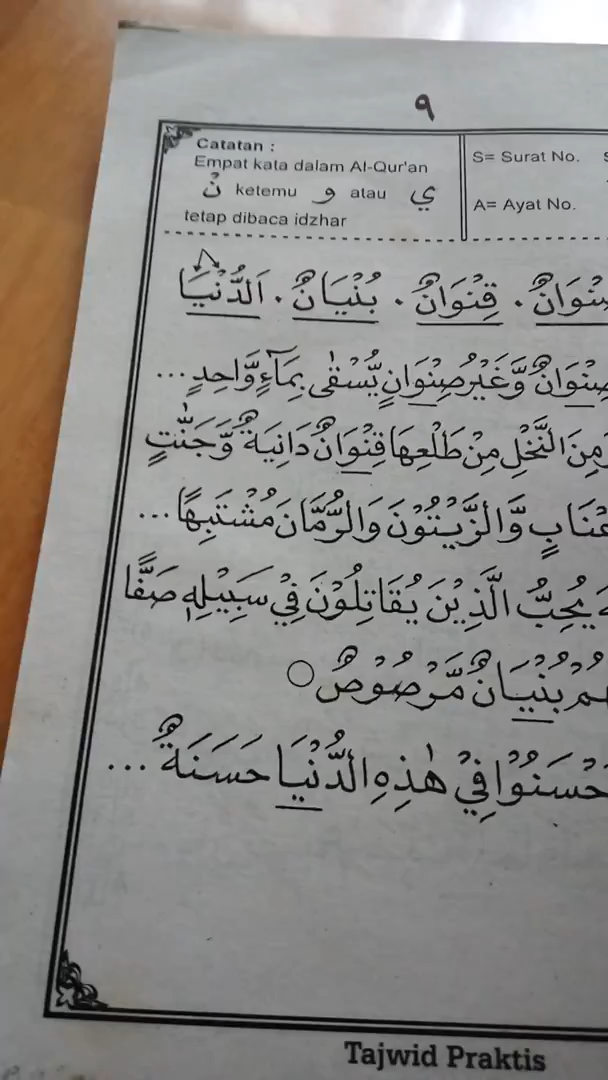 ٩
Catatan :
Empat kata dalam Al-Qur'an
نْ ketemu و atau ي
tetap dibaca idzhar
S= Surat No.
A= Ayat No.
قِنْوَانٌ . بُنْيَانٌ . اَلدُّنْيَا
صِنْوَانٌ وَّغَيْرُ صِنْوَانٍ يُّسْقٰى بِمَآءٍ وَّاحِدٍ ...
مِنَ النَّخْلِ مِنْ طَلْعِهَا قِنْوَانٌ دَانِيَةٌ وَّجَنّٰتٍ
وَّالزَّيْتُوْنَ وَالرُّمَّانَ مُشْتَبِهًا ...
يُحِبُّ الَّذِيْنَ يُقَاتِلُوْنَ فِيْ سَبِيْلِهٖ صَفًّا
بُنْيَانٌ مَّرْصُوْصٌ ○
فِيْ هٰذِهِ الدُّنْيَا حَسَنَةٌ ...
Tajwid Praktis